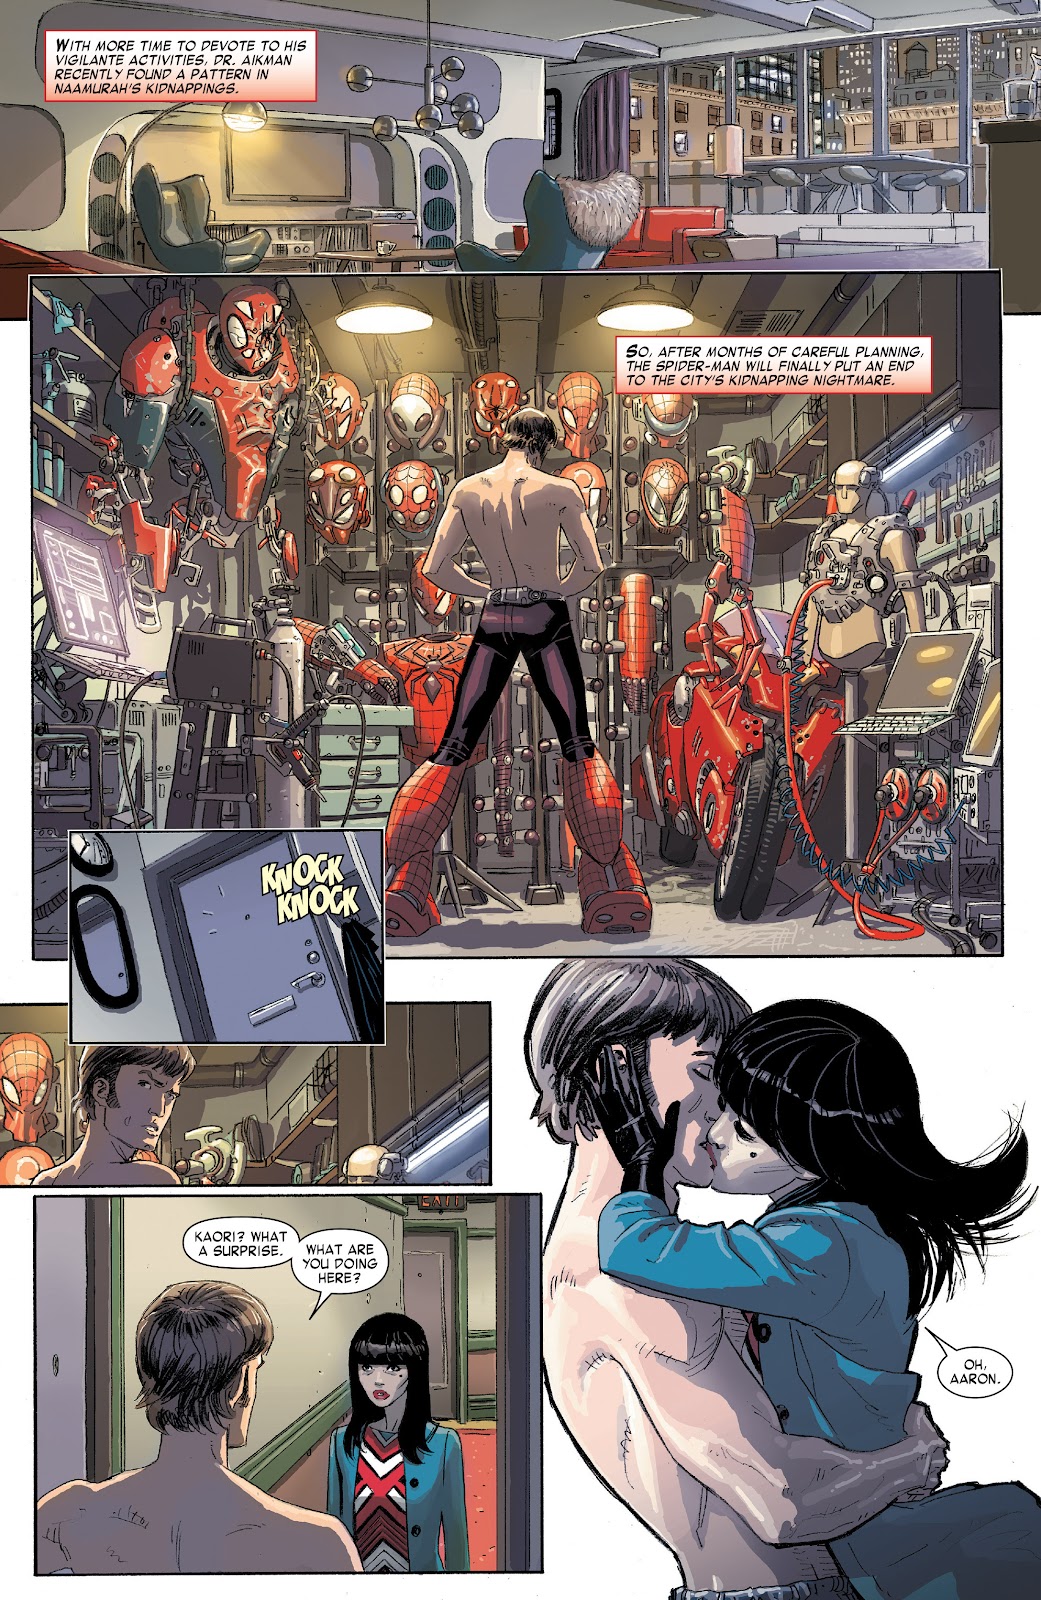 WITH MORE TIME TO DEVOTE TO HIS
VIGILANTE ACTIVITIES, DR. AIKMAN
RECENTLY FOUND A PATTERN IN
NAAMURAH'S KIDNAPPINGS.
SO, AFTER MONTHS OF CAREFUL PLANNING,
THE SPIDER-MAN WILL FINALLY PUT AN END
TO THE CITY'S KIDNAPPING NIGHTMARE.
KNOCK
KNOCK
EXIT
KAORI? WHAT
A SURPRISE.
WHAT ARE
YOU DOING
HERE?
OH,
AARON.